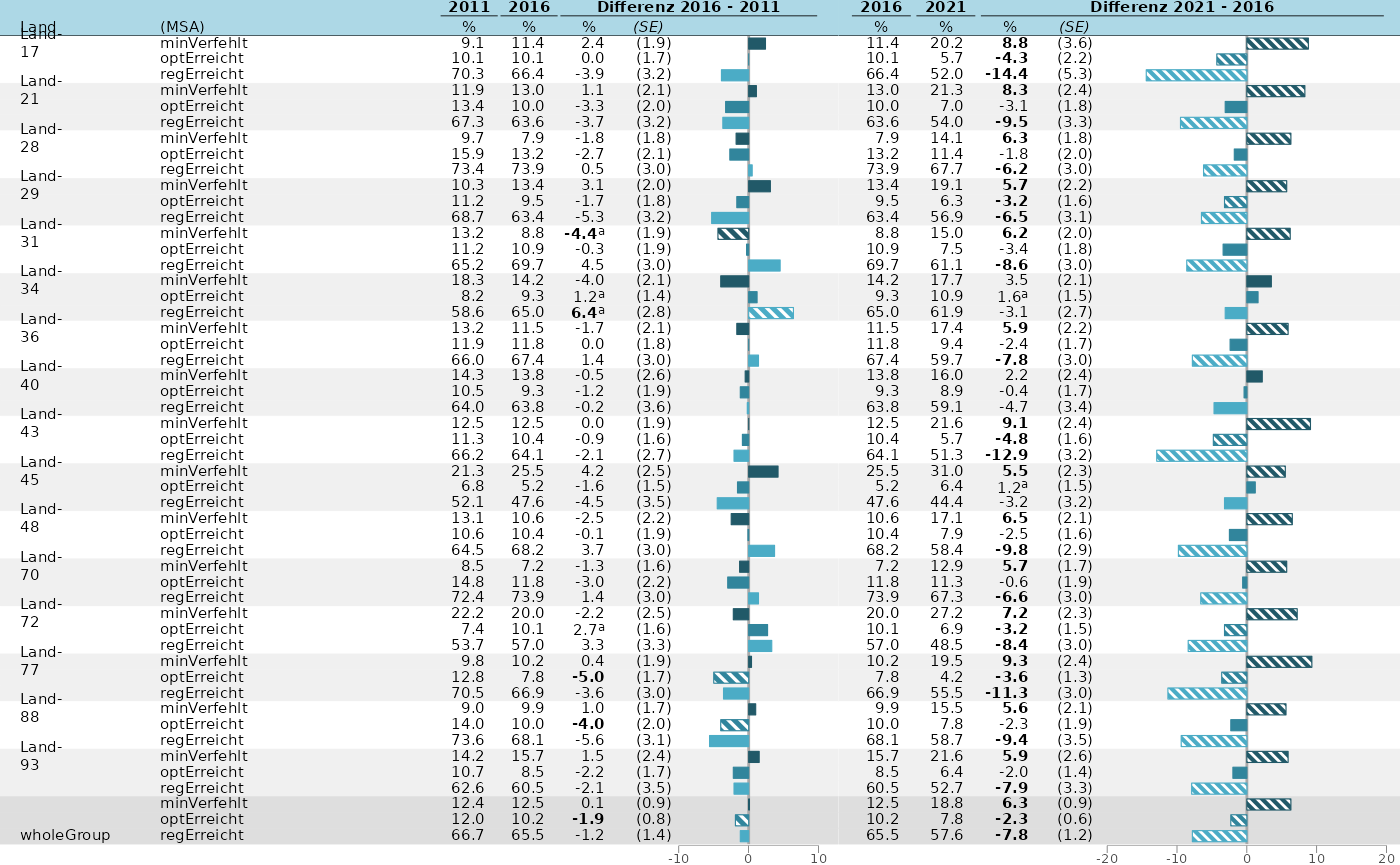 2011 2016 Differenz 2016 - 2011 2016 2021 Differenz 2021 - 2016
Land (MSA) % % % (SE) % % % (SE)
Land-17 minVerfehlt 9.1 11.4 2.4 (1.9) 11.4 20.2 8.8 (3.6)
optErreicht 10.1 10.1 0.0 (1.7) 10.1 5.7 -4.3 (2.2)
regErreicht 70.3 66.4 -3.9 (3.2) 66.4 52.0 -14.4 (5.3)
Land-21 minVerfehlt 11.9 13.0 1.1 (2.1) 13.0 21.3 8.3 (2.4)
optErreicht 13.4 10.0 -3.3 (2.0) 10.0 7.0 -3.1 (1.8)
regErreicht 67.3 63.6 -3.7 (3.2) 63.6 54.0 -9.5 (3.3)
Land-28 minVerfehlt 9.7 7.9 -1.8 (1.8) 7.9 14.1 6.3 (1.8)
optErreicht 15.9 13.2 -2.7 (2.1) 13.2 11.4 -1.8 (2.0)
regErreicht 73.4 73.9 0.5 (3.0) 73.9 67.7 -6.2 (3.0)
Land-29 minVerfehlt 10.3 13.4 3.1 (2.0) 13.4 19.1 5.7 (2.2)
optErreicht 11.2 9.5 -1.7 (1.8) 9.5 6.3 -3.2 (1.6)
regErreicht 68.7 63.4 -5.3 (3.2) 63.4 56.9 -6.5 (3.1)
Land-31 minVerfehlt 13.2 8.8 -4.4ª (1.9) 8.8 15.0 6.2 (2.0)
optErreicht 11.2 10.9 -0.3 (1.9) 10.9 7.5 -3.4 (1.8)
regErreicht 65.2 69.7 4.5 (3.0) 69.7 61.1 -8.6 (3.0)
Land-34 minVerfehlt 18.3 14.2 -4.0 (2.1) 14.2 17.7 3.5 (2.1)
optErreicht 8.2 9.3 1.2ª (1.4) 9.3 10.9 1.6ª (1.5)
regErreicht 58.6 65.0 6.4ª (2.8) 65.0 61.9 -3.1 (2.7)
Land-36 minVerfehlt 13.2 11.5 -1.7 (2.1) 11.5 17.4 5.9 (2.2)
optErreicht 11.9 11.8 0.0 (1.8) 11.8 9.4 -2.4 (1.7)
regErreicht 66.0 67.4 1.4 (3.0) 67.4 59.7 -7.8 (3.0)
Land-40 minVerfehlt 14.3 13.8 -0.5 (2.6) 13.8 16.0 2.2 (2.4)
optErreicht 10.5 9.3 -1.2 (1.9) 9.3 8.9 -0.4 (1.7)
regErreicht 64.0 63.8 -0.2 (3.6) 63.8 59.1 -4.7 (3.4)
Land-43 minVerfehlt 12.5 12.5 0.0 (1.9) 12.5 21.6 9.1 (2.4)
optErreicht 11.3 10.4 -0.9 (1.6) 10.4 5.7 -4.8 (1.6)
regErreicht 66.2 64.1 -2.1 (2.7) 64.1 51.3 -12.9 (3.2)
Land-45 minVerfehlt 21.3 25.5 4.2 (2.5) 25.5 31.0 5.5 (2.3)
optErreicht 6.8 5.2 -1.6 (1.5) 5.2 6.4 1.2ª (1.5)
regErreicht 52.1 47.6 -4.5 (3.5) 47.6 44.4 -3.2 (3.2)
Land-48 minVerfehlt 13.1 10.6 -2.5 (2.2) 10.6 17.1 6.5 (2.1)
optErreicht 10.6 10.4 -0.1 (1.9) 10.4 7.9 -2.5 (1.6)
regErreicht 64.5 68.2 3.7 (3.0) 68.2 58.4 -9.8 (2.9)
Land-70 minVerfehlt 8.5 7.2 -1.3 (1.6) 7.2 12.9 5.7 (1.7)
optErreicht 14.8 11.8 -3.0 (2.2) 11.8 11.3 -0.6 (1.9)
regErreicht 72.4 73.9 1.4 (3.0) 73.9 67.3 -6.6 (3.0)
Land-72 minVerfehlt 22.2 20.0 -2.2 (2.5) 20.0 27.2 7.2 (2.3)
optErreicht 7.4 10.1 2.7ª (1.6) 10.1 6.9 -3.2 (1.5)
regErreicht 53.7 57.0 3.3 (3.3) 57.0 48.5 -8.4 (3.0)
Land-77 minVerfehlt 9.8 10.2 0.4 (1.9) 10.2 19.5 9.3 (2.4)
optErreicht 12.8 7.8 -5.0 (1.7) 7.8 4.2 -3.6 (1.3)
regErreicht 70.5 66.9 -3.6 (3.0) 66.9 55.5 -11.3 (3.0)
Land-88 minVerfehlt 9.0 9.9 1.0 (1.7) 9.9 15.5 5.6 (2.1)
optErreicht 14.0 10.0 -4.0 (2.0) 10.0 7.8 -2.3 (1.9)
regErreicht 73.6 68.1 -5.6 (3.1) 68.1 58.7 -9.4 (3.5)
Land-93 minVerfehlt 14.2 15.7 1.5 (2.4) 15.7 21.6 5.9 (2.6)
optErreicht 10.7 8.5 -2.2 (1.7) 8.5 6.4 -2.0 (1.4)
regErreicht 62.6 60.5 -2.1 (3.5) 60.5 52.7 -7.9 (3.3)
minVerfehlt 12.4 12.5 0.1 (0.9) 12.5 18.8 6.3 (0.9)
optErreicht 12.0 10.2 -1.9 (0.8) 10.2 7.8 -2.3 (0.6)
wholeGroup regErreicht 66.7 65.5 -1.2 (1.4) 65.5 57.6 -7.8 (1.2)
-10 0 10 -20 -10 0 10 20